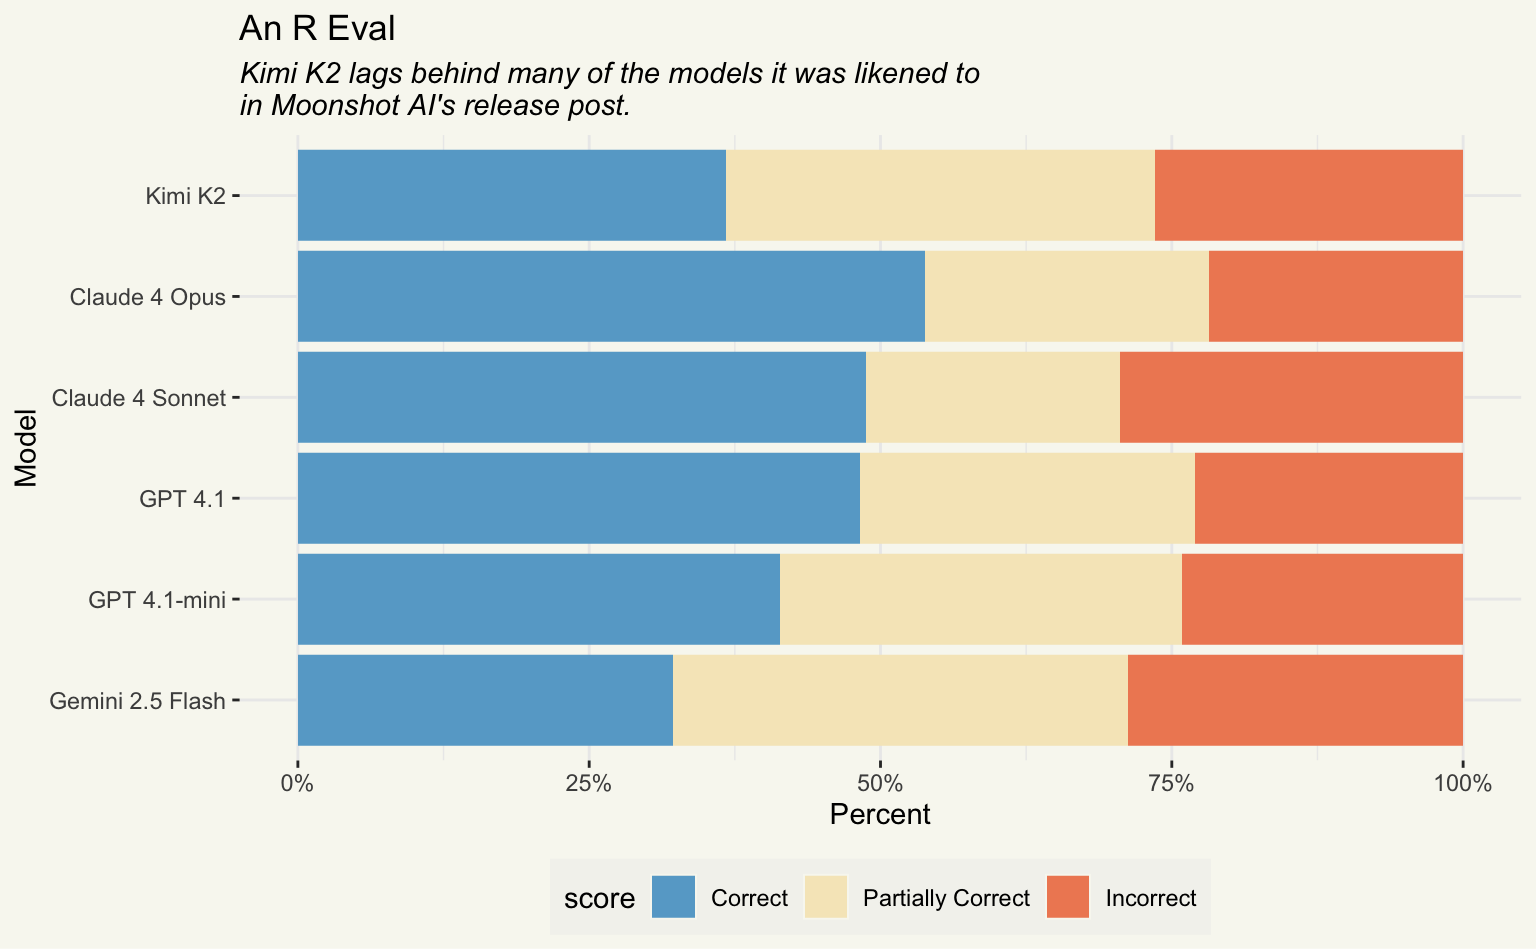 An R Eval
Kimi K2 lags behind many of the models it was likened to
in Moonshot AI's release post.
Model
Kimi K2
Claude 4 Opus
Claude 4 Sonnet
GPT 4.1
GPT 4.1-mini
Gemini 2.5 Flash
0% 25% 50% 75% 100%
Percent
score Correct Partially Correct Incorrect